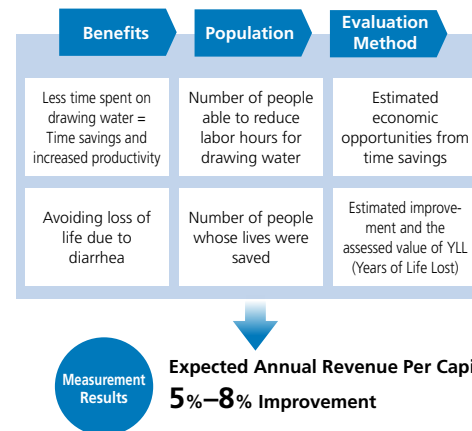 Benefits
Population
Evaluation
Method
Less time spent on
drawing water =
Time savings and
increased productivity
Number of people
able to reduce
labor hours for
drawing water
Estimated
economic
opportunities from
time savings
Avoiding loss of
life due to
diarrhea
Number of people
whose lives were
saved
Estimated improve-
ment and the
assessed value of YLL
(Years of Life Lost)
Measurement
Results
Expected Annual Revenue Per Capi
5%–8% Improvement